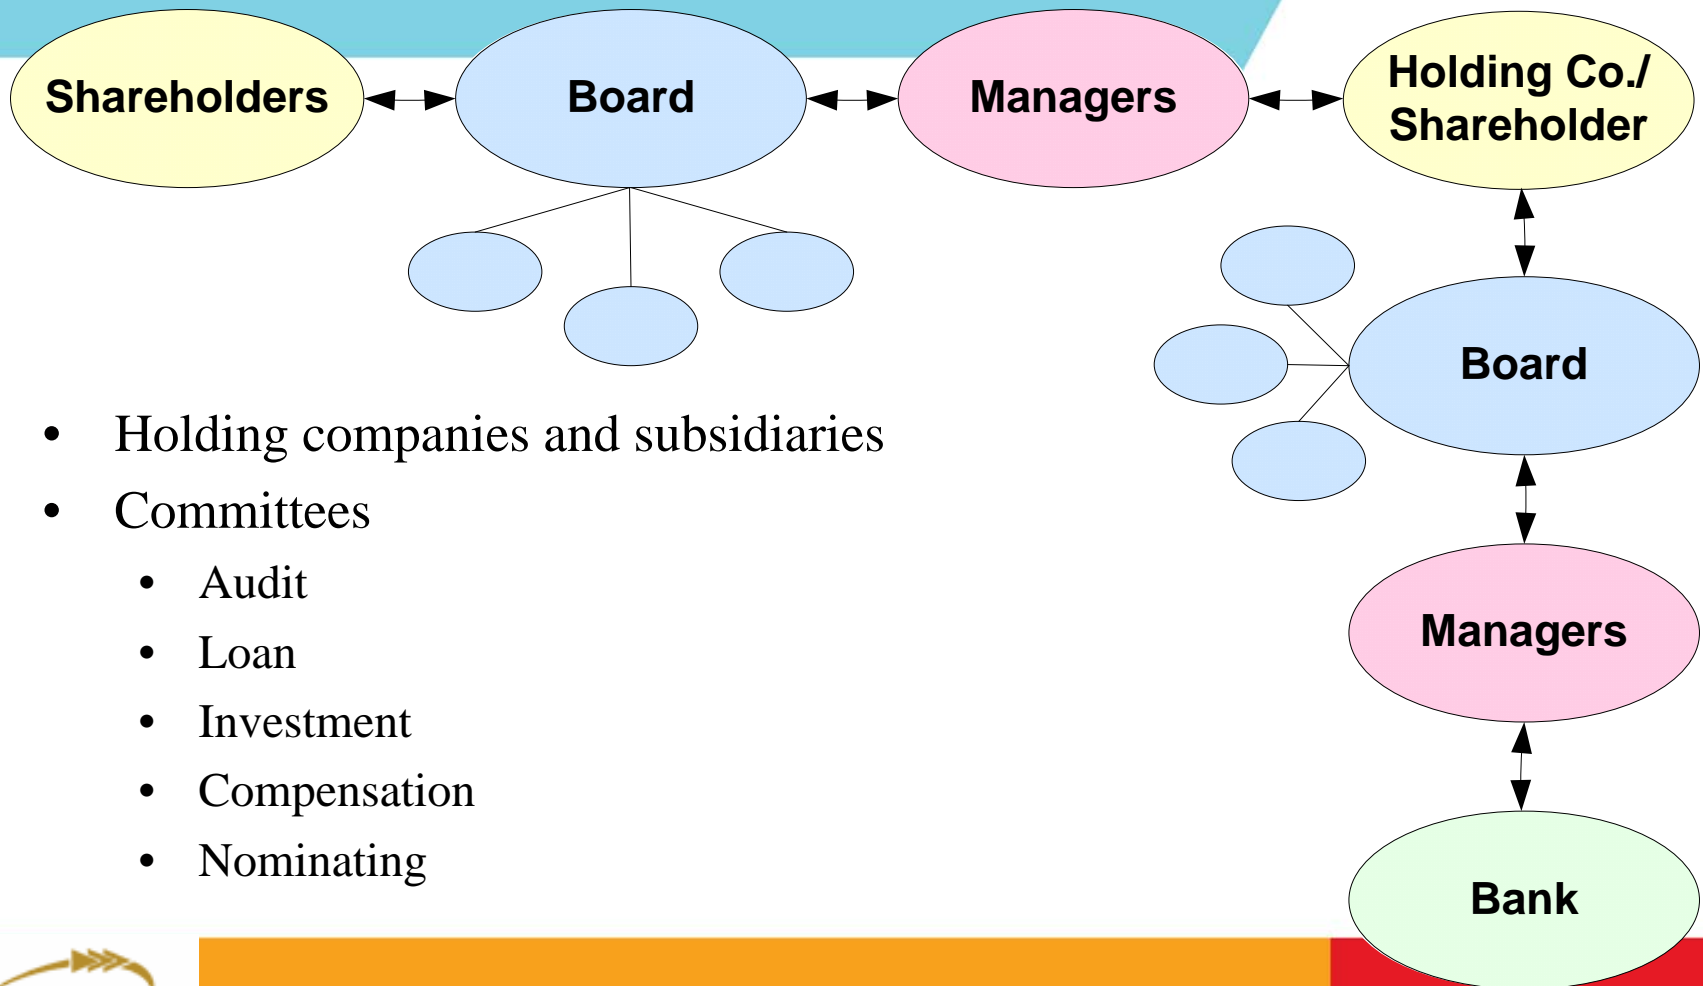 Shareholders
Board
Managers
Holding Co./
Shareholder
Board
Managers
Bank
• Holding companies and subsidiaries
• Committees
• Audit
• Loan
• Investment
• Compensation
• Nominating